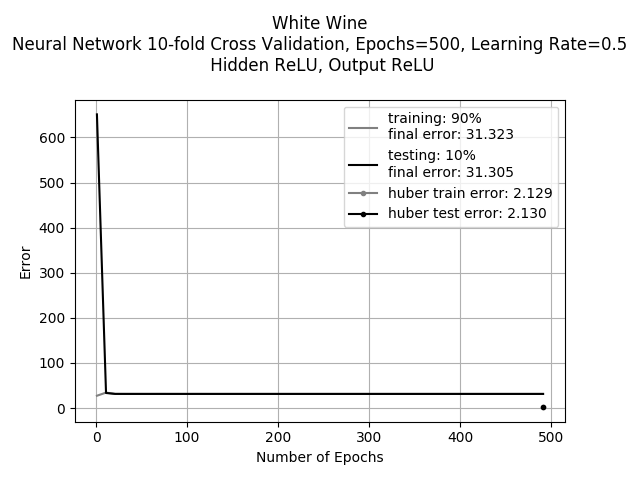 White Wine
Neural Network 10-fold Cross Validation, Epochs=500, Learning Rate=0.5
Hidden ReLU, Output ReLU
training: 90%
final error: 31.323
testing: 10%
final error: 31.305
huber train error: 2.129
huber test error: 2.130
Error
600
500
400
300
200
100
0
0 100 200 300 400 500
Number of Epochs